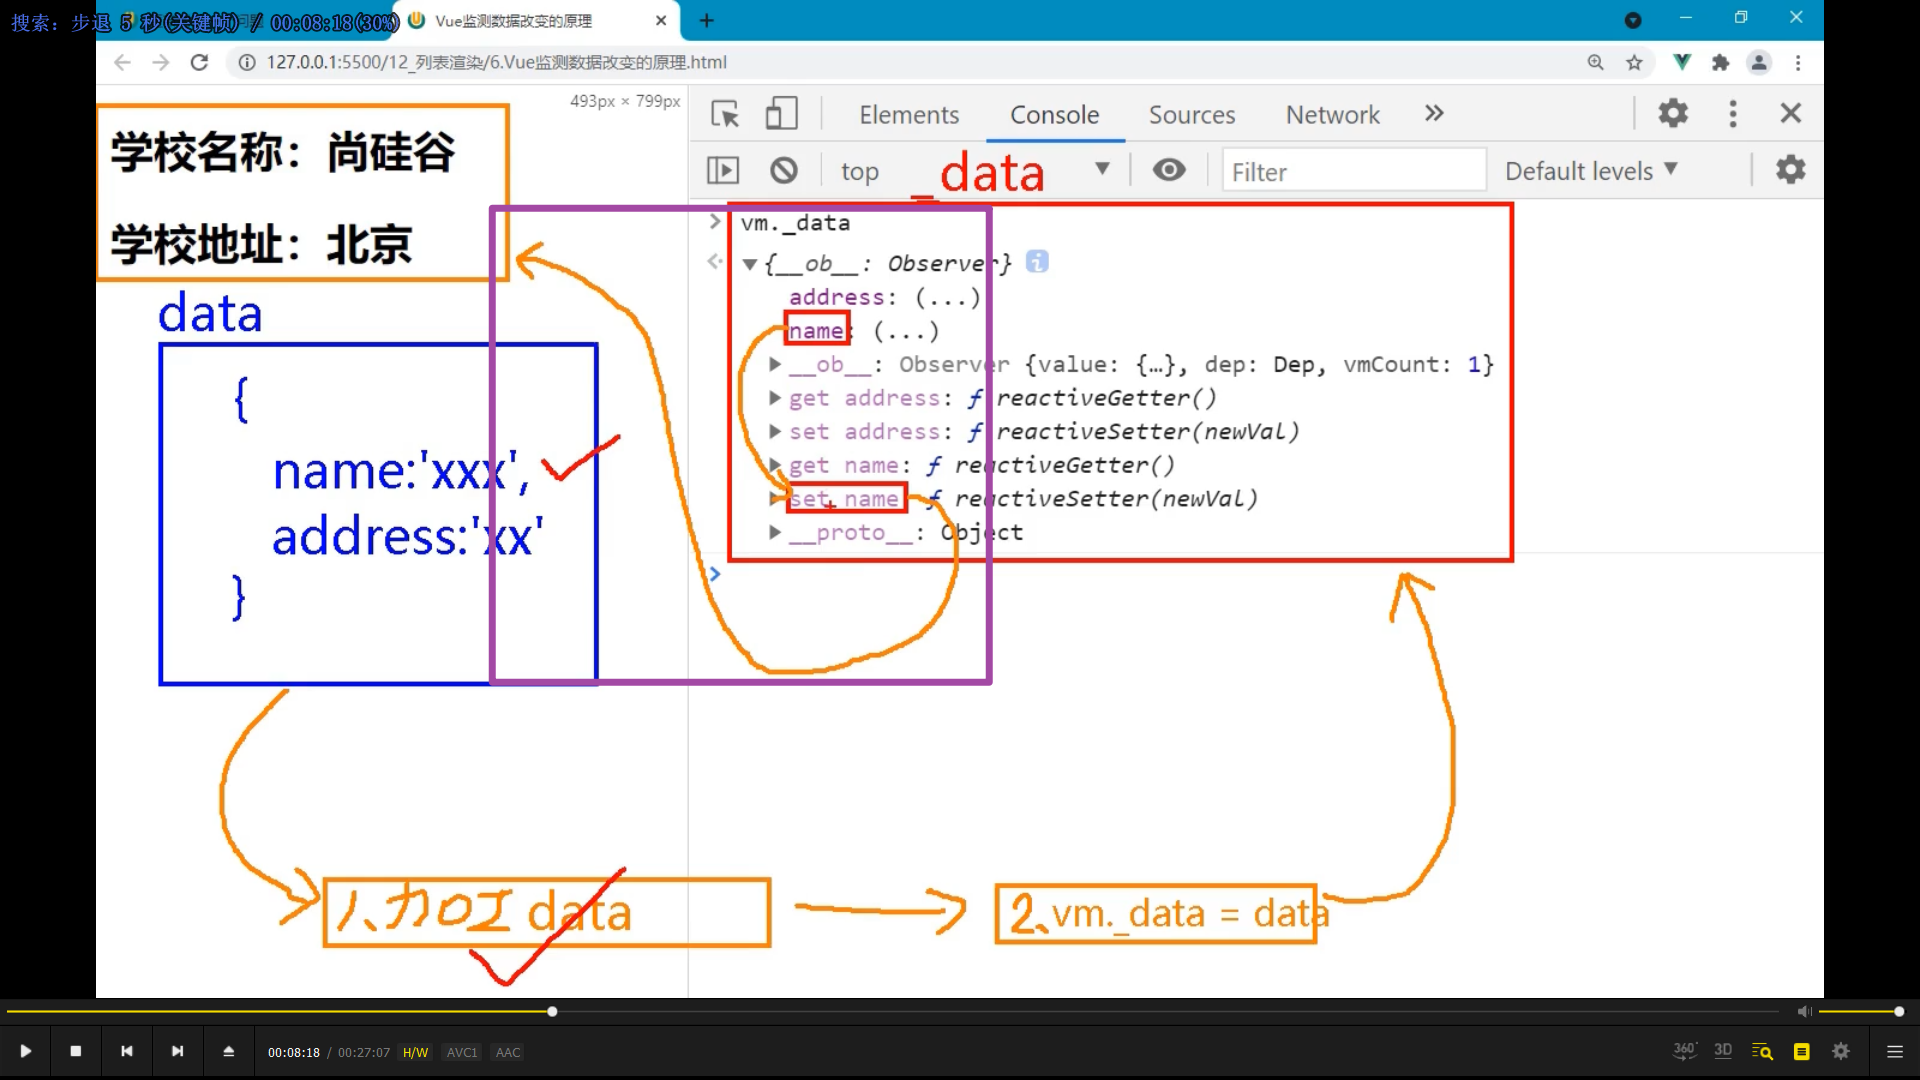 搜索: 步退 5 秒(关键帧) / 00:08:18(30%)
Vue监测数据改变的原理
127.0.0.1:5500/12_列表渲染/6.Vue监测数据改变的原理.html
493px × 799px
Elements Console Sources Network
top
_data
Filter
Default levels
学校名称：尚硅谷
学校地址：北京
data
{
name:'xxx',
address:'xx'
}
vm._data
{__ob__: Observer}
address: (...)
name: (...)
__ob__: Observer {value: {…}, dep: Dep, vmCount: 1}
get address: ƒ reactiveGetter()
set address: ƒ reactiveSetter(newVal)
get name: ƒ reactiveGetter()
set name: ƒ reactiveSetter(newVal)
__proto__: Object
1、加工 data
2、vm._data = data
00:08:18 / 00:27:07 H/W AVC1 AAC
360° 3D